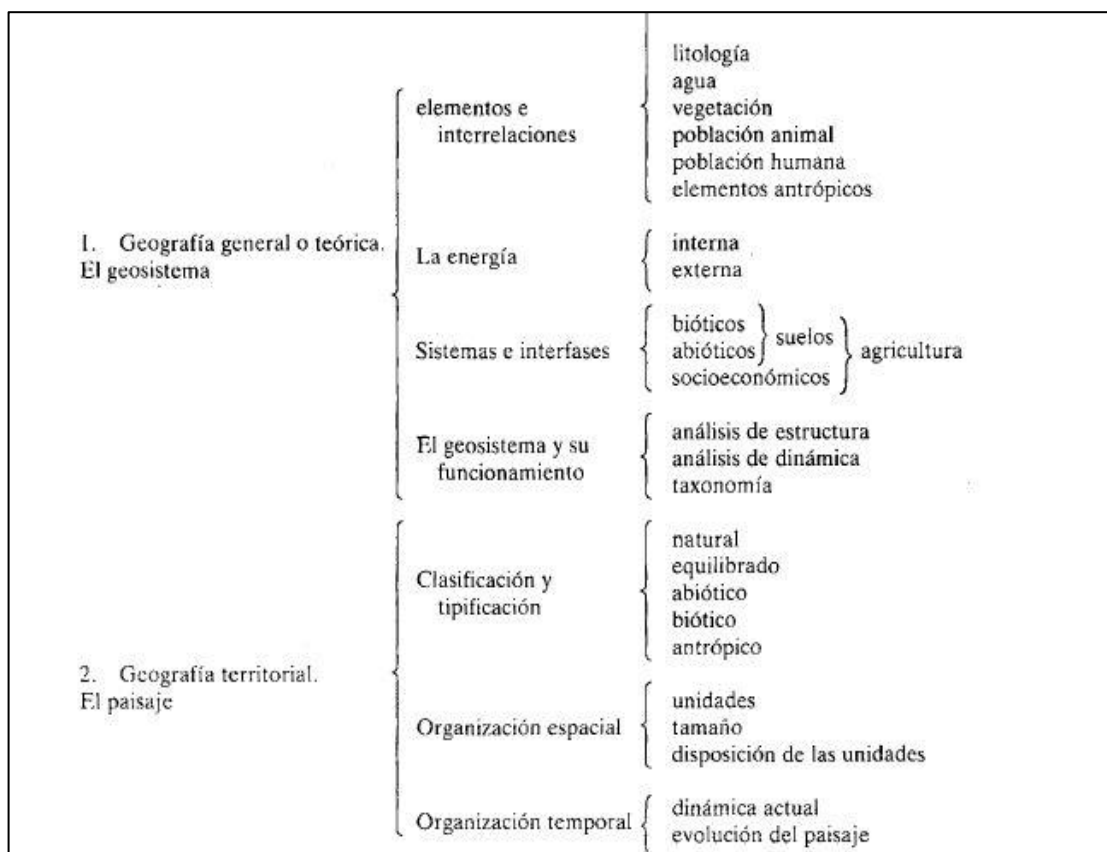 litología
agua
elementos e
vegetación
interrelaciones
población animal
población humana
elementos antrópicos
1. Geografía general o teórica.
El geosistema
La energía
interna
externa
Sistemas e interfases
bióticos
abióticos
suelos
socioeconómicos
agricultura
El geosistema y su
funcionamiento
análisis de estructura
análisis de dinámica
taxonomía
Clasificación y
tipificación
natural
equilibrado
abiótico
biótico
antrópico
2. Geografía territorial.
El paisaje
Organización espacial
unidades
tamaño
disposición de las unidades
Organización temporal
dinámica actual
evolución del paisaje